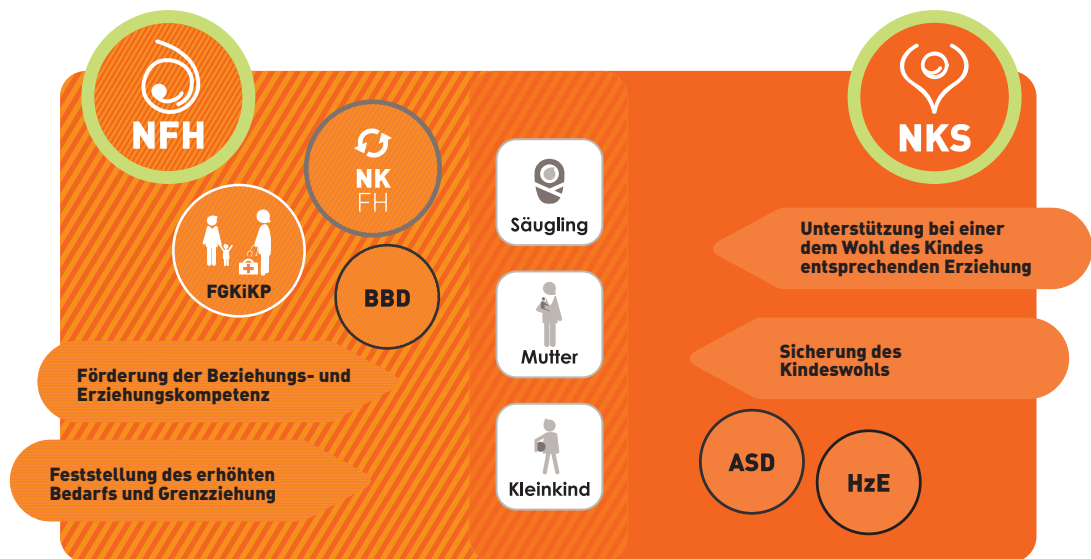 NFH
NKS
NK
FH
FGKiKP
BBD
Säugling
Mutter
Kleinkind
Unterstützung bei einer
dem Wohl des Kindes
entsprechenden Erziehung
Sicherung des
Kindeswohls
Förderung der Beziehungs- und
Erziehungskompetenz
Feststellung des erhöhten
Bedarfs und Grenzziehung
ASD
HzE